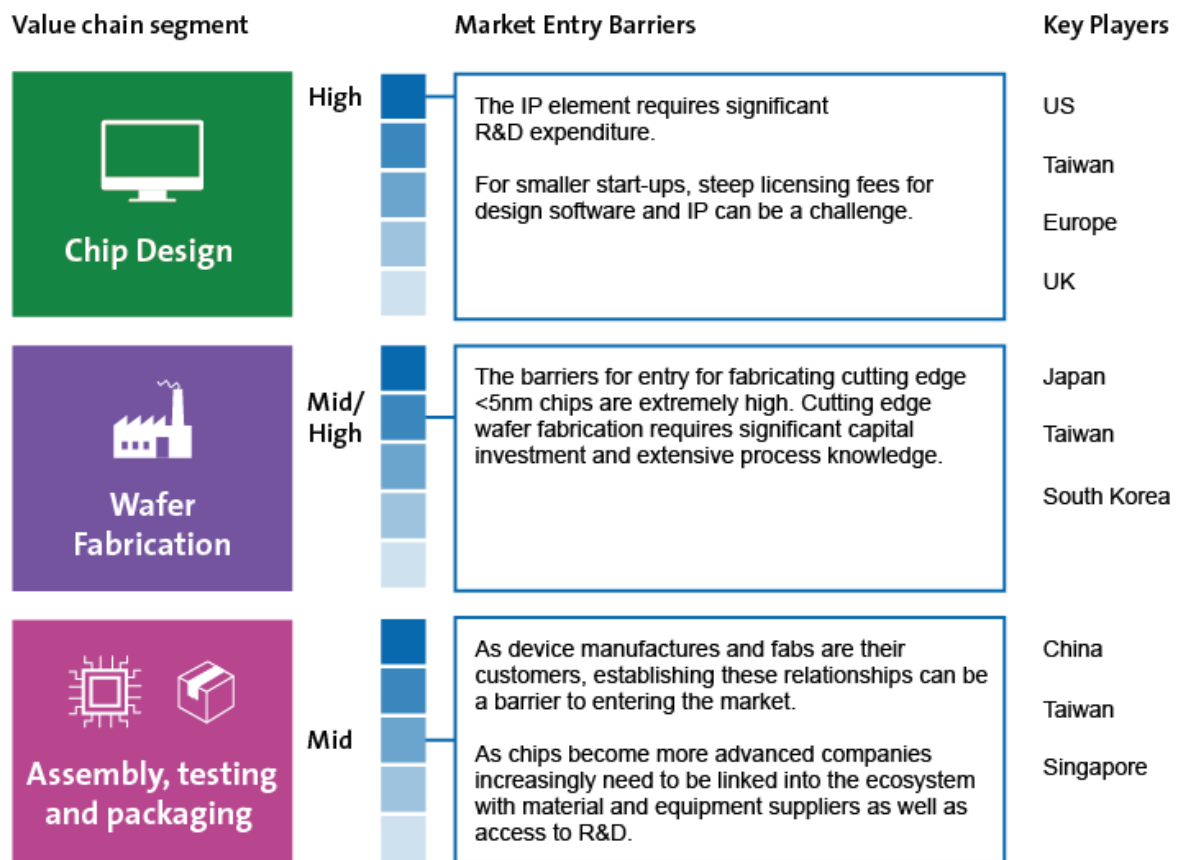 Value chain segment
Market Entry Barriers
Key Players
Chip Design
High
The IP element requires significant
R&D expenditure.
For smaller start-ups, steep licensing fees for
design software and IP can be a challenge.
US
Taiwan
Europe
UK
Wafer
Fabrication
Mid/
High
The barriers for entry for fabricating cutting edge
<5nm chips are extremely high. Cutting edge
wafer fabrication requires significant capital
investment and extensive process knowledge.
Japan
Taiwan
South Korea
Assembly, testing
and packaging
Mid
As device manufactures and fabs are their
customers, establishing these relationships can be
a barrier to entering the market.
As chips become more advanced companies
increasingly need to be linked into the ecosystem
with material and equipment suppliers as well as
access to R&D.
China
Taiwan
Singapore